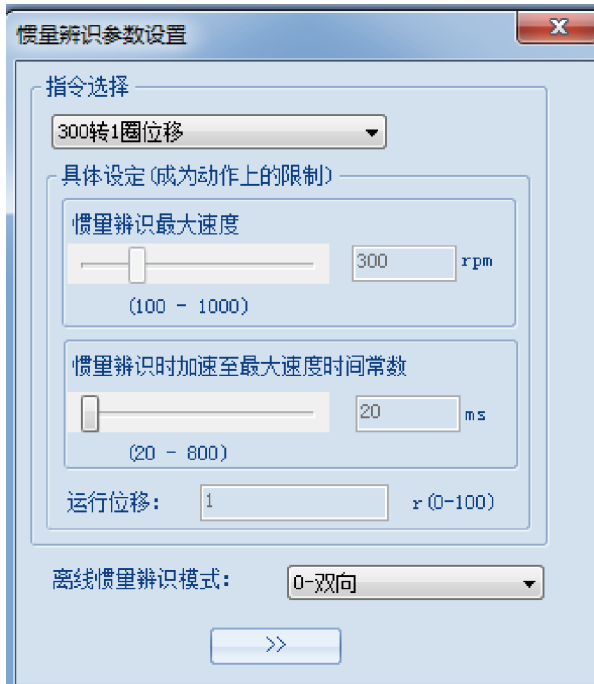 惯量辨识参数设置
x
指令选择
300转1圈位移
具体设定(成为动作上的限制)
惯量辨识最大速度
300 rpm
(100 - 1000)
惯量辨识时加速至最大速度时间常数
20 ms
(20 - 800)
运行位移: 1 r(0-100)
离线惯量辨识模式: 0-双向
>>